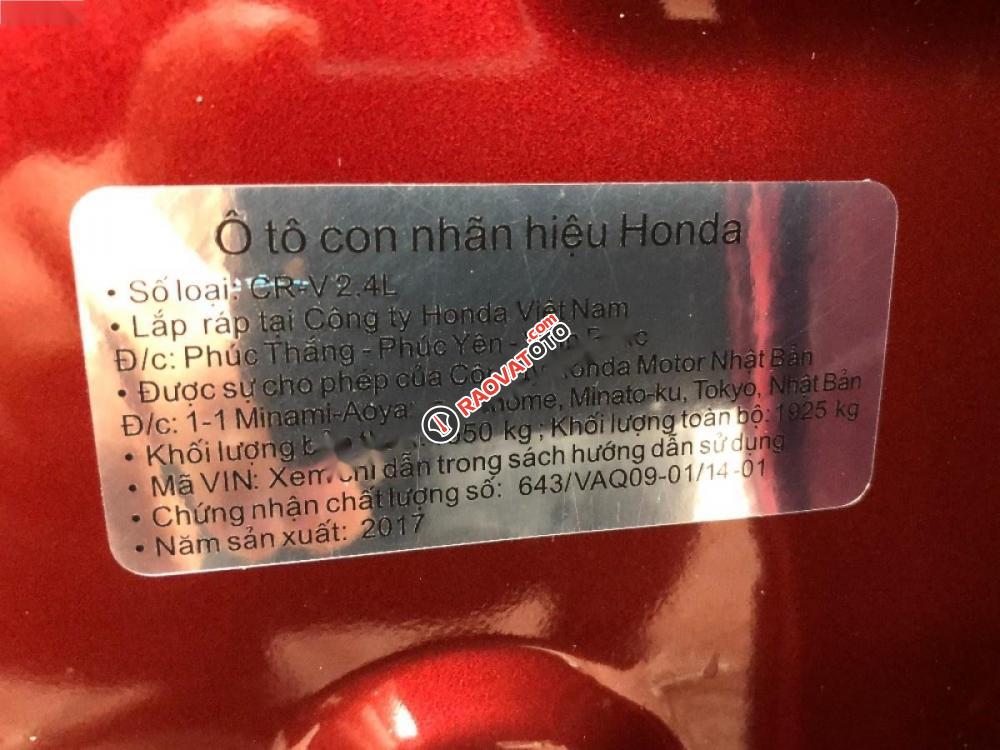 Ô tô con nhãn hiệu Honda
• Số loại: CR-V 2.4L
• Lắp ráp tại Công ty Honda Việt Nam
Đ/c: Phúc Thắng - Phúc Yên -
• Được sự cho phép của Honda Motor Nhật Bản
Đ/c: 1-1 Minami-Aoya Minato-ku, Tokyo, Nhật Bản
• Khối lượng kg ; Khối lượng toàn bộ: 1925 kg
• Mã VIN: Xem chỉ dẫn trong sách hướng dẫn sử dụng
• Chứng nhận chất lượng số: 643/VAQ09-01/14-01
• Năm sản xuất: 2017
RAOVATOTO.com